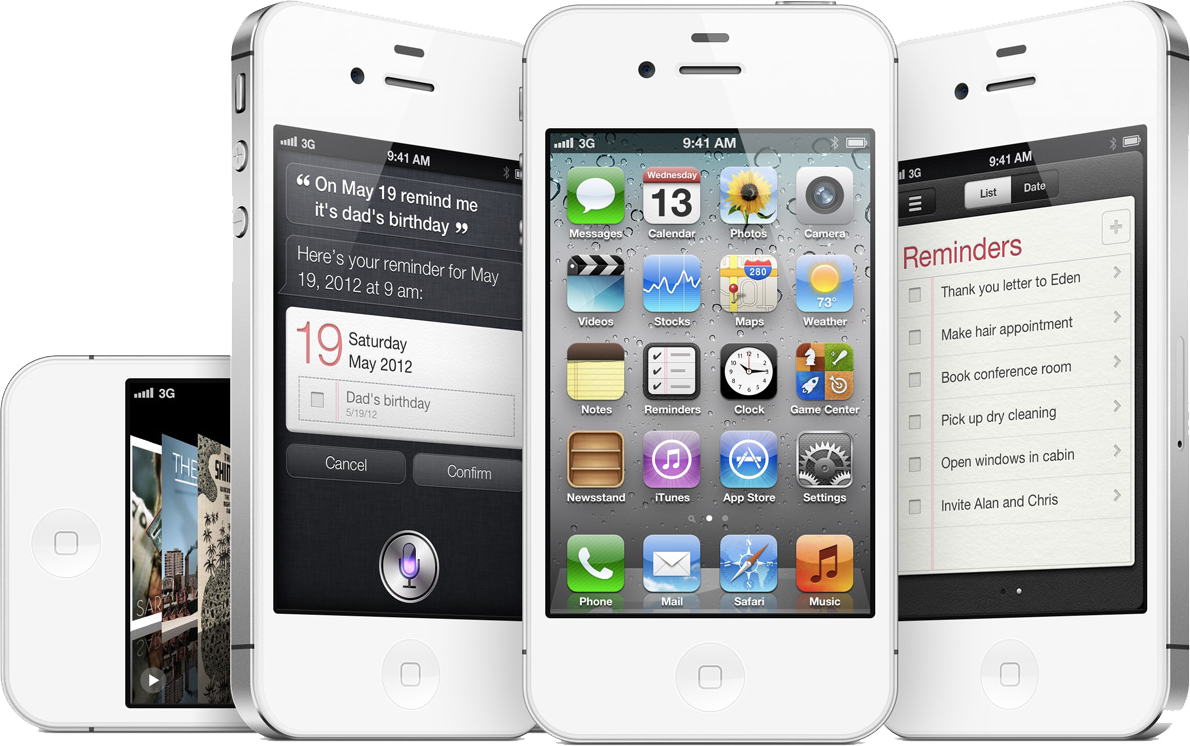 3G
THE
SHI
SAR
3G
9:41 AM
“ On May 19 remind me
it's dad's birthday ”
Here's your reminder for May
19, 2012 at 9 am:
19
Saturday
May 2012
Dad's birthday
5/19/12
Cancel
Confirm
3G
9:41 AM
Wednesday
13
280
73°
Messages
Calendar
Photos
Camera
Videos
Stocks
Maps
Weather
Notes
Reminders
Clock
Game Center
Newsstand
iTunes
App Store
Settings
Phone
Mail
Safari
Music
3G
9:41 AM
List
Date
Reminders
Thank you letter to Eden
Make hair appointment
Book conference room
Pick up dry cleaning
Open windows in cabin
Invite Alan and Chris